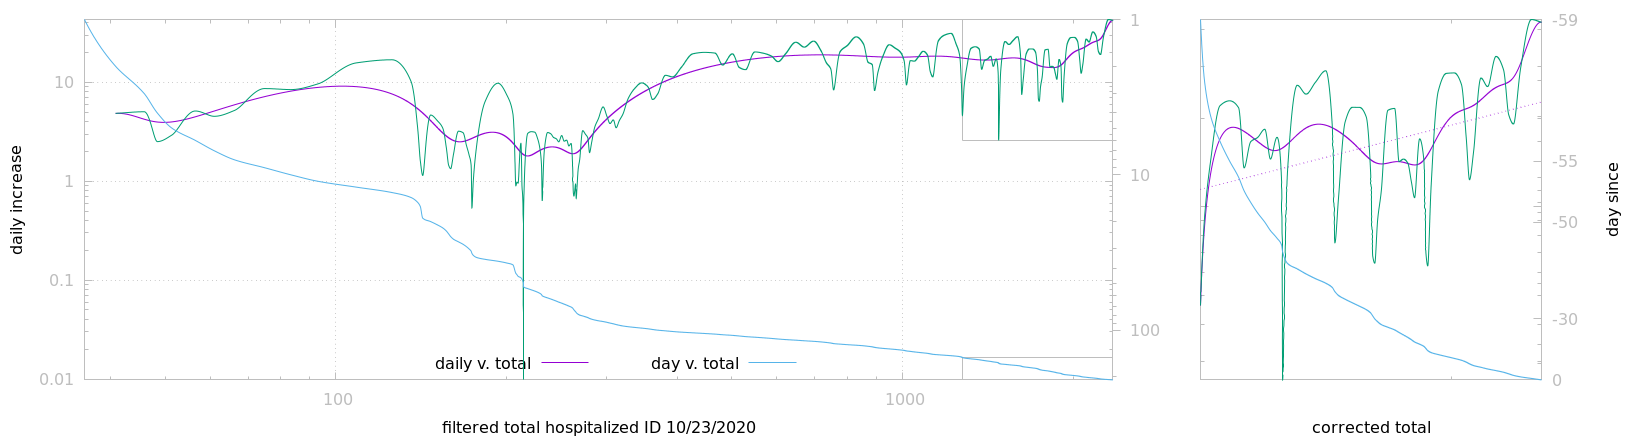 daily increase
10
1
0.1
0.01
100
1000
filtered total hospitalized ID 10/23/2020
daily v. total
day v. total
1
10
100
-59
-55
-50
-30
0
day since
corrected total